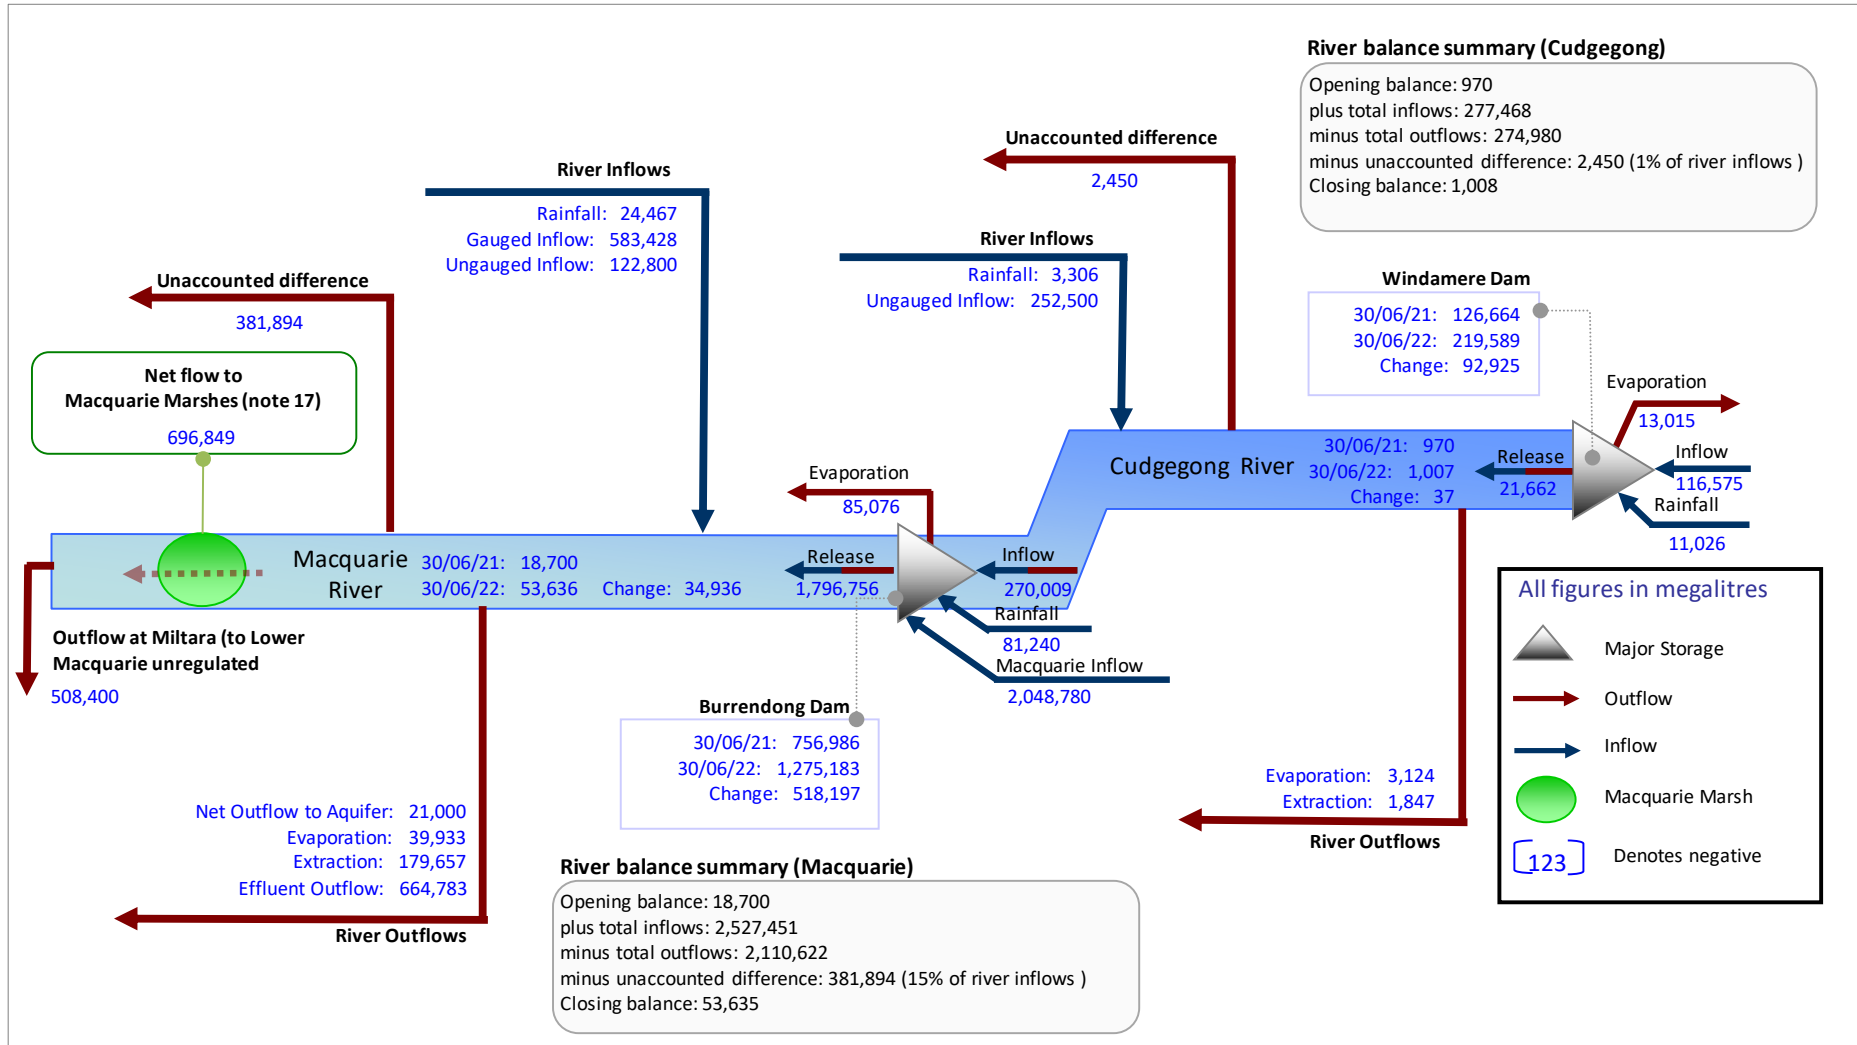 River balance summary (Cudgegong)
Opening balance: 970
plus total inflows: 277,468
minus total outflows: 274,980
minus unaccounted difference: 2,450 (1% of river inflows )
Closing balance: 1,008
Unaccounted difference
2,450
River Inflows
Rainfall: 24,467
Gauged Inflow: 583,428
Ungauged Inflow: 122,800
River Inflows
Rainfall: 3,306
Ungauged Inflow: 252,500
Unaccounted difference
381,894
Windamere Dam
30/06/21: 126,664
30/06/22: 219,589
Change: 92,925
Net flow to
Macquarie Marshes (note 17)
696,849
Evaporation
13,015
Inflow
116,575
Rainfall
11,026
Release
21,662
Cudgegong River
30/06/21: 970
30/06/22: 1,007
Change: 37
Evaporation
85,076
Macquarie
River
30/06/21: 18,700
30/06/22: 53,636 Change: 34,936
Release
1,796,756
Inflow
270,009
Rainfall
81,240
Macquarie Inflow
2,048,780
Outflow at Miltara (to Lower
Macquarie unregulated
508,400
Burrendong Dam
30/06/21: 756,986
30/06/22: 1,275,183
Change: 518,197
Net Outflow to Aquifer: 21,000
Evaporation: 39,933
Extraction: 179,657
Effluent Outflow: 664,783
River Outflows
Evaporation: 3,124
Extraction: 1,847
River Outflows
River balance summary (Macquarie)
Opening balance: 18,700
plus total inflows: 2,527,451
minus total outflows: 2,110,622
minus unaccounted difference: 381,894 (15% of river inflows )
Closing balance: 53,635
All figures in megalitres
Major Storage
Outflow
Inflow
Macquarie Marsh
123 Denotes negative